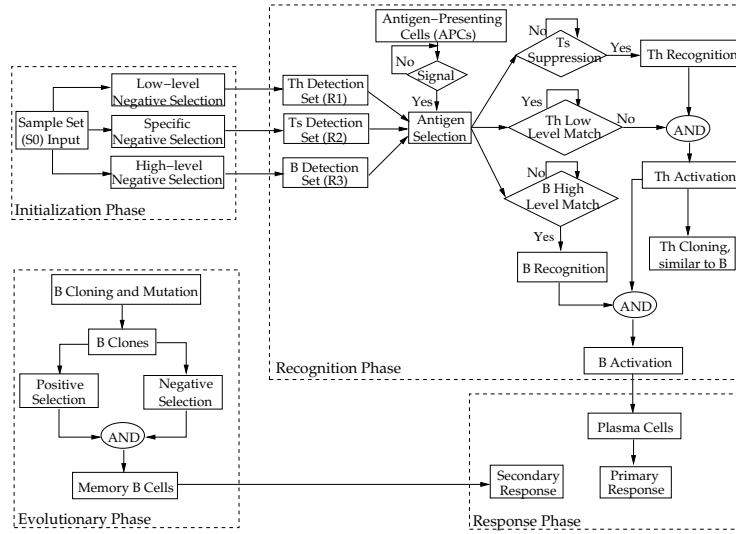 Sample Set
(S0) Input
Low−level
Negative Selection
Specific
Negative Selection
High−level
Negative Selection
Initialization Phase
Antigen−Presenting
Cells (APCs)
No
Signal
Yes
Th Detection
Set (R1)
Ts Detection
Set (R2)
B Detection
Set (R3)
Antigen
Selection
No
Ts
Suppression
Yes
Th Recognition
Yes
Th Low
Level Match
No
AND
No
B High
Level Match
Yes
Th Activation
Th Cloning,
similar to B
B Recognition
AND
B Activation
Recognition Phase
B Cloning and Mutation
B Clones
Positive
Selection
Negative
Selection
AND
Memory B Cells
Evolutionary Phase
Plasma Cells
Secondary
Response
Primary
Response
Response Phase